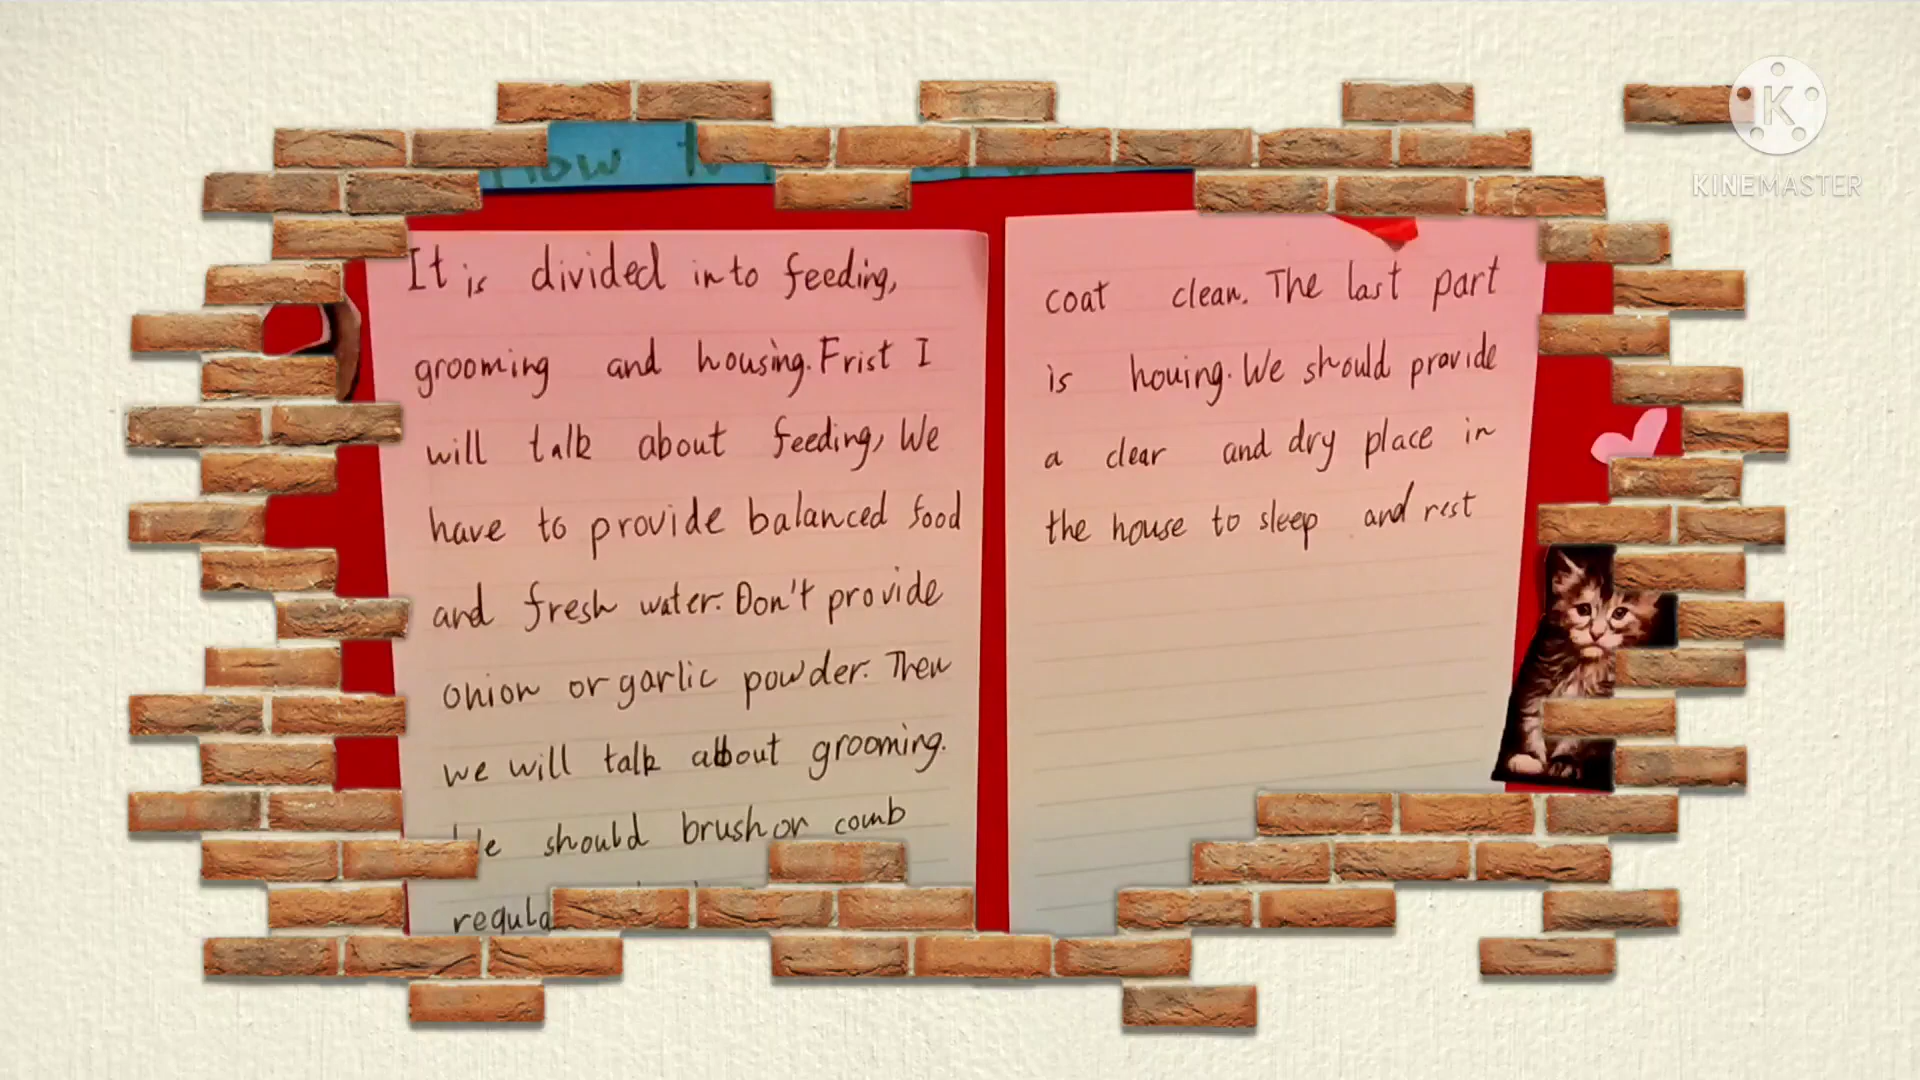 KINEMASTER
It is divided into feeding,
grooming and housing. Frist I
will talk about feeding, We
have to provide balanced food
and fresh water. Don't provide
onion or garlic powder. Then
we will talk about grooming.
should brush or comb
coat clean. The last part
is houing. We should provide
a clear and dry place in
the house to sleep and rest